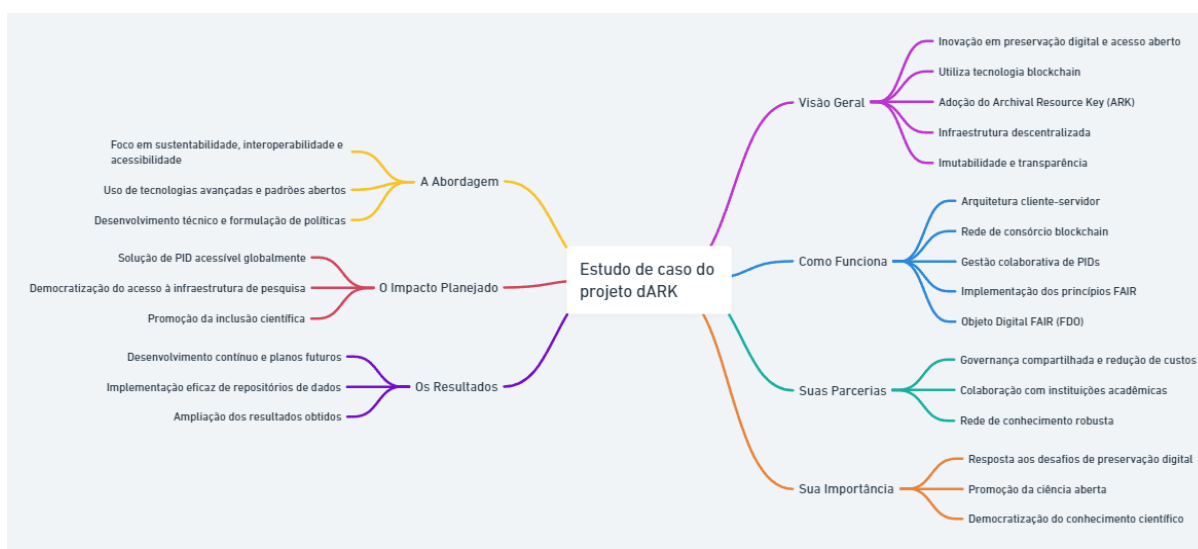 Estudo de caso do
projeto dARK
Visão Geral
Inovação em preservação digital e acesso aberto
Utiliza tecnologia blockchain
Adoção do Archival Resource Key (ARK)
Infraestrutura descentralizada
Imutabilidade e transparência
Como Funciona
Arquitetura cliente-servidor
Rede de consórcio blockchain
Gestão colaborativa de PIDs
Implementação dos princípios FAIR
Objeto Digital FAIR (FDO)
Suas Parcerias
Governança compartilhada e redução de custos
Colaboração com instituições acadêmicas
Rede de conhecimento robusta
Sua Importância
Resposta aos desafios de preservação digital
Promoção da ciência aberta
Democratização do conhecimento científico
A Abordagem
Foco em sustentabilidade, interoperabilidade e
acessibilidade
Uso de tecnologias avançadas e padrões abertos
Desenvolvimento técnico e formulação de políticas
O Impacto Planejado
Solução de PID acessível globalmente
Democratização do acesso à infraestrutura de pesquisa
Promoção da inclusão científica
Os Resultados
Desenvolvimento contínuo e planos futuros
Implementação eficaz de repositórios de dados
Ampliação dos resultados obtidos